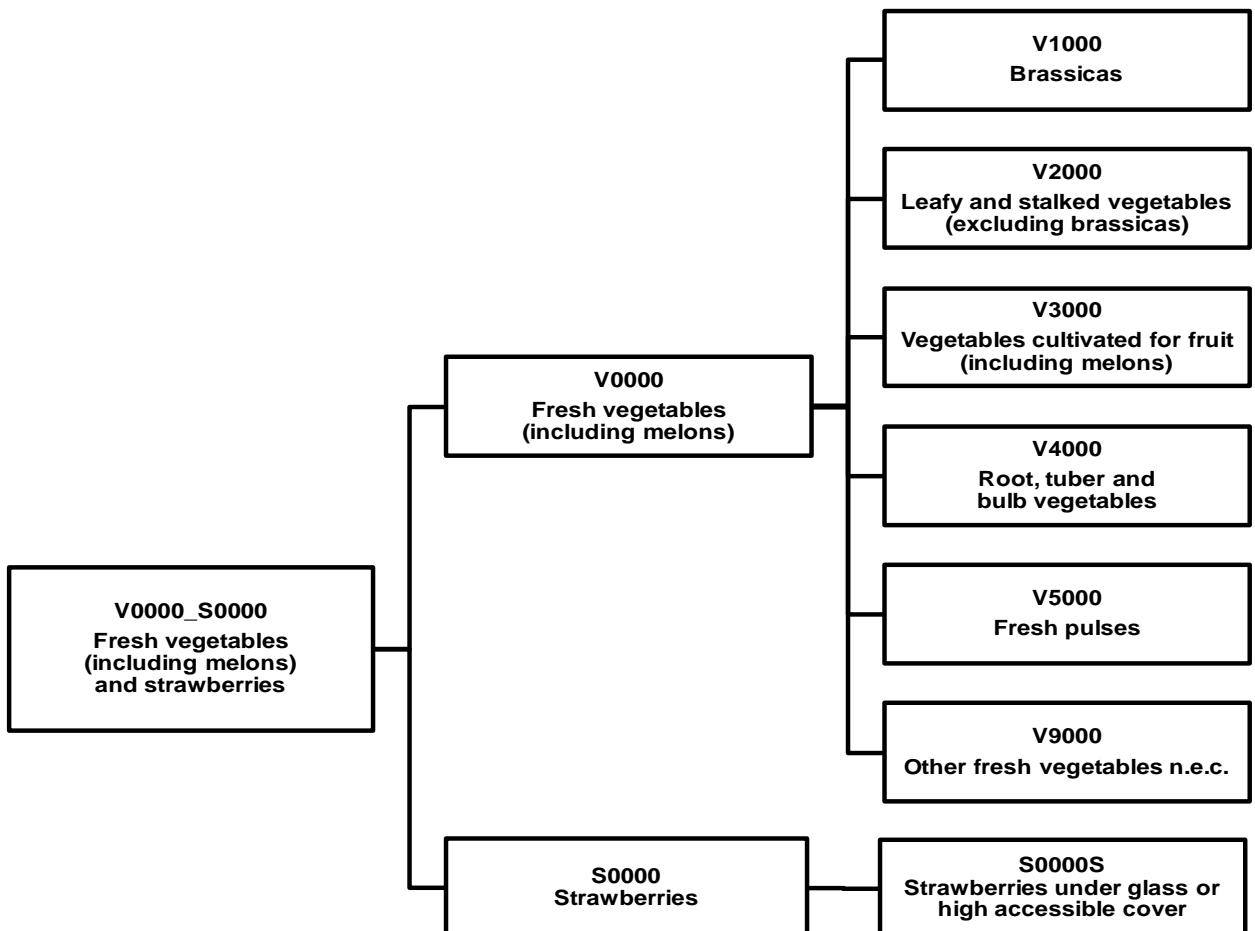 V1000
Brassicas
V2000
Leafy and stalked vegetables
(excluding brassicas)
V3000
Vegetables cultivated for fruit
(including melons)
V0000
Fresh vegetables
(including melons)
V4000
Root, tuber and
bulb vegetables
V0000_S0000
Fresh vegetables
(including melons)
and strawberries
V5000
Fresh pulses
V9000
Other fresh vegetables n.e.c.
S0000
Strawberries
S0000S
Strawberries under glass or
high accessible cover